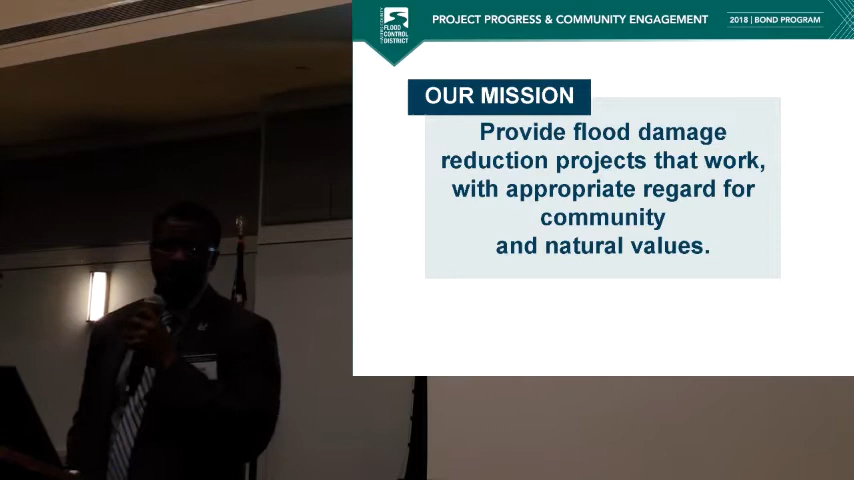 FLOOD
CONTROL
DISTRICT
PROJECT PROGRESS & COMMUNITY ENGAGEMENT
2018 | BOND PROGRAM
OUR MISSION
Provide flood damage
reduction projects that work,
with appropriate regard for
community
and natural values.